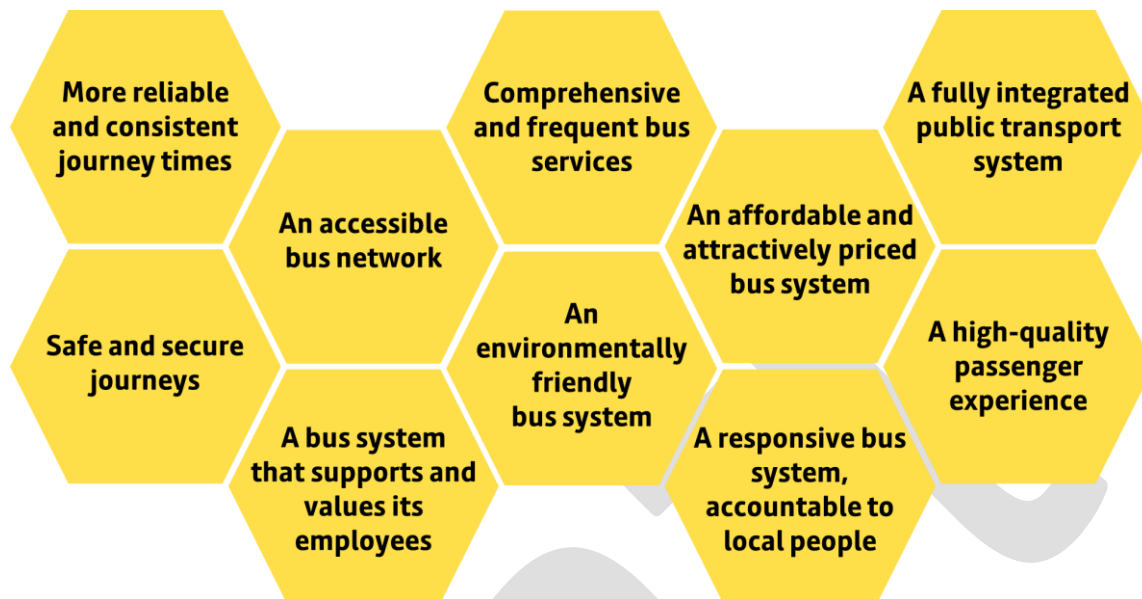 More reliable
and consistent
journey times
Comprehensive
and frequent bus
services
A fully integrated
public transport
system
An accessible
bus network
An affordable and
attractively priced
bus system
Safe and secure
journeys
An
environmentally
friendly
bus system
A high-quality
passenger
experience
A bus system
that supports and
values its
employees
A responsive bus
system,
accountable to
local people